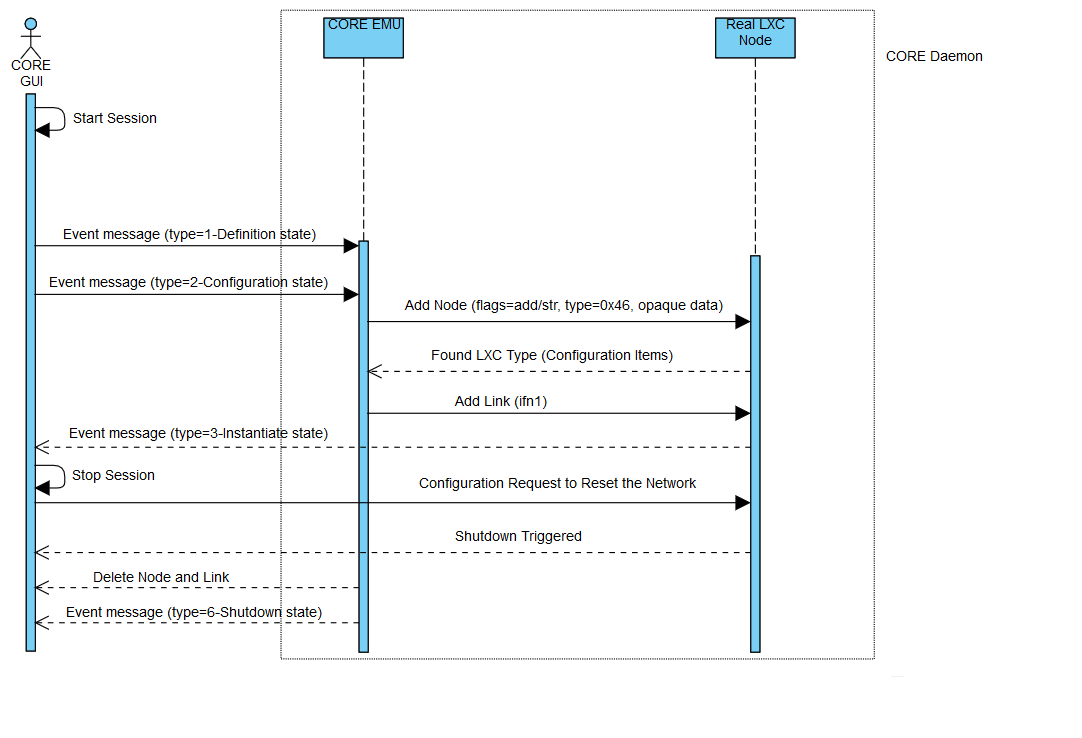 CORE EMU
Real LXC
Node
CORE Daemon
CORE
GUI
Start Session
Event message (type=1-Definition state)
Event message (type=2-Configuration state)
Add Node (flags=add/str, type=0x46, opaque data)
Found LXC Type (Configuration Items)
Add Link (ifn1)
Event message (type=3-Instantiate state)
Stop Session
Configuration Request to Reset the Network
Shutdown Triggered
Delete Node and Link
Event message (type=6-Shutdown state)